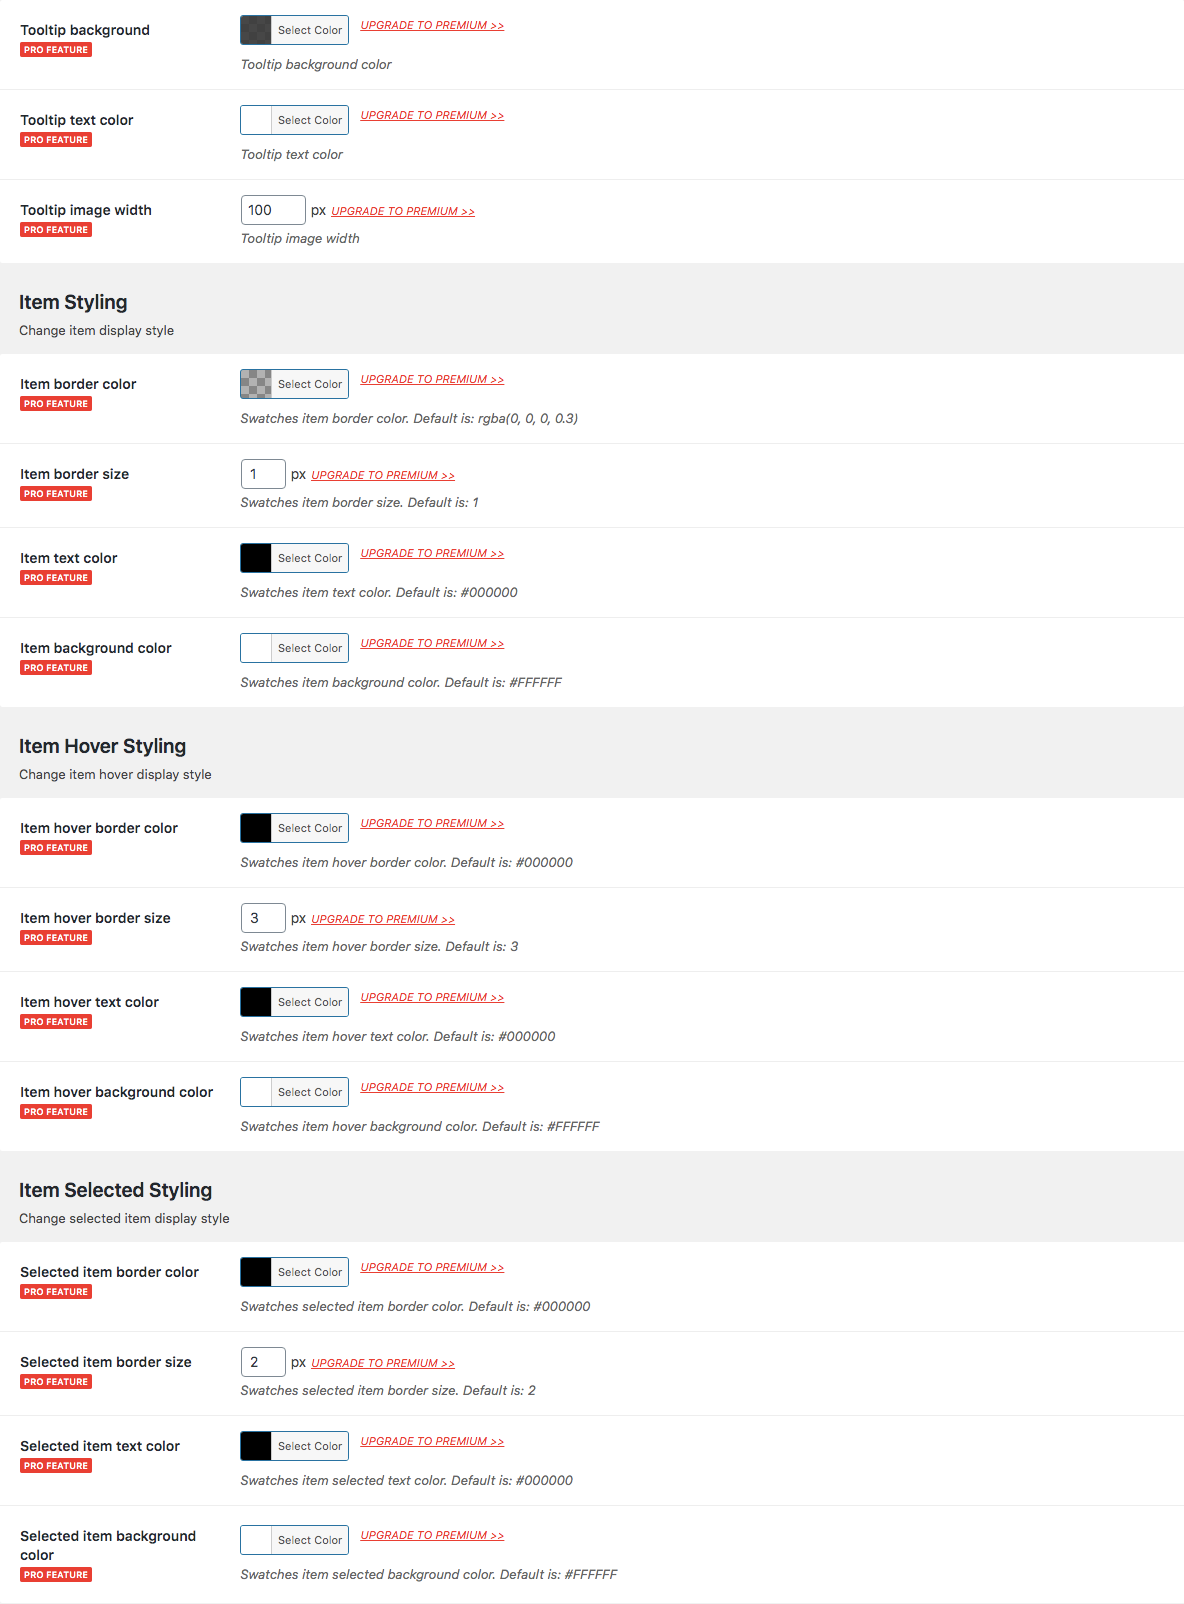 Tooltip background
PRO FEATURE
Select Color
UPGRADE TO PREMIUM >>
Tooltip background color
Tooltip text color
PRO FEATURE
Select Color
UPGRADE TO PREMIUM >>
Tooltip text color
Tooltip image width
PRO FEATURE
100 px UPGRADE TO PREMIUM >>
Tooltip image width
Item Styling
Change item display style
Item border color
PRO FEATURE
Select Color
UPGRADE TO PREMIUM >>
Swatches item border color. Default is: rgba(0, 0, 0, 0.3)
Item border size
PRO FEATURE
1 px UPGRADE TO PREMIUM >>
Swatches item border size. Default is: 1
Item text color
PRO FEATURE
Select Color
UPGRADE TO PREMIUM >>
Swatches item text color. Default is: #000000
Item background color
PRO FEATURE
Select Color
UPGRADE TO PREMIUM >>
Swatches item background color. Default is: #FFFFFF
Item Hover Styling
Change item hover display style
Item hover border color
PRO FEATURE
Select Color
UPGRADE TO PREMIUM >>
Swatches item hover border color. Default is: #000000
Item hover border size
PRO FEATURE
3 px UPGRADE TO PREMIUM >>
Swatches item hover border size. Default is: 3
Item hover text color
PRO FEATURE
Select Color
UPGRADE TO PREMIUM >>
Swatches item hover text color. Default is: #000000
Item hover background color
PRO FEATURE
Select Color
UPGRADE TO PREMIUM >>
Swatches item hover background color. Default is: #FFFFFF
Item Selected Styling
Change selected item display style
Selected item border color
PRO FEATURE
Select Color
UPGRADE TO PREMIUM >>
Swatches selected item border color. Default is: #000000
Selected item border size
PRO FEATURE
2 px UPGRADE TO PREMIUM >>
Swatches selected item border size. Default is: 2
Selected item text color
PRO FEATURE
Select Color
UPGRADE TO PREMIUM >>
Swatches item selected text color. Default is: #000000
Selected item background
color
PRO FEATURE
Select Color
UPGRADE TO PREMIUM >>
Swatches item selected background color. Default is: #FFFFFF